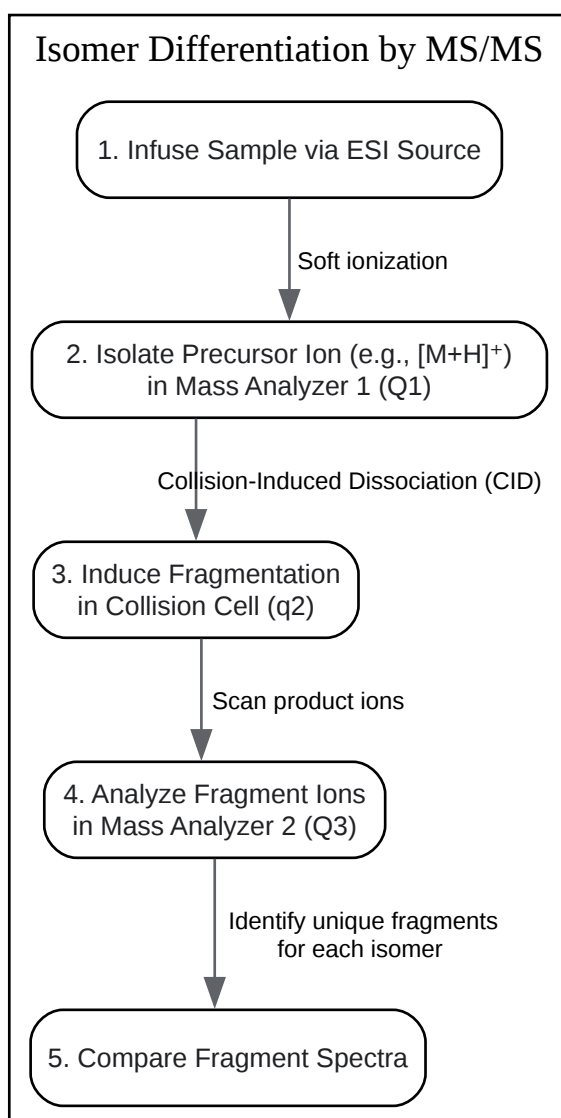 Isomer Differentiation by MS/MS
1. Infuse Sample via ESI Source
Soft ionization
2. Isolate Precursor Ion (e.g., [M+H]⁺)
in Mass Analyzer 1 (Q1)
Collision-Induced Dissociation (CID)
3. Induce Fragmentation
in Collision Cell (q2)
Scan product ions
4. Analyze Fragment Ions
in Mass Analyzer 2 (Q3)
Identify unique fragments
for each isomer
5. Compare Fragment Spectra